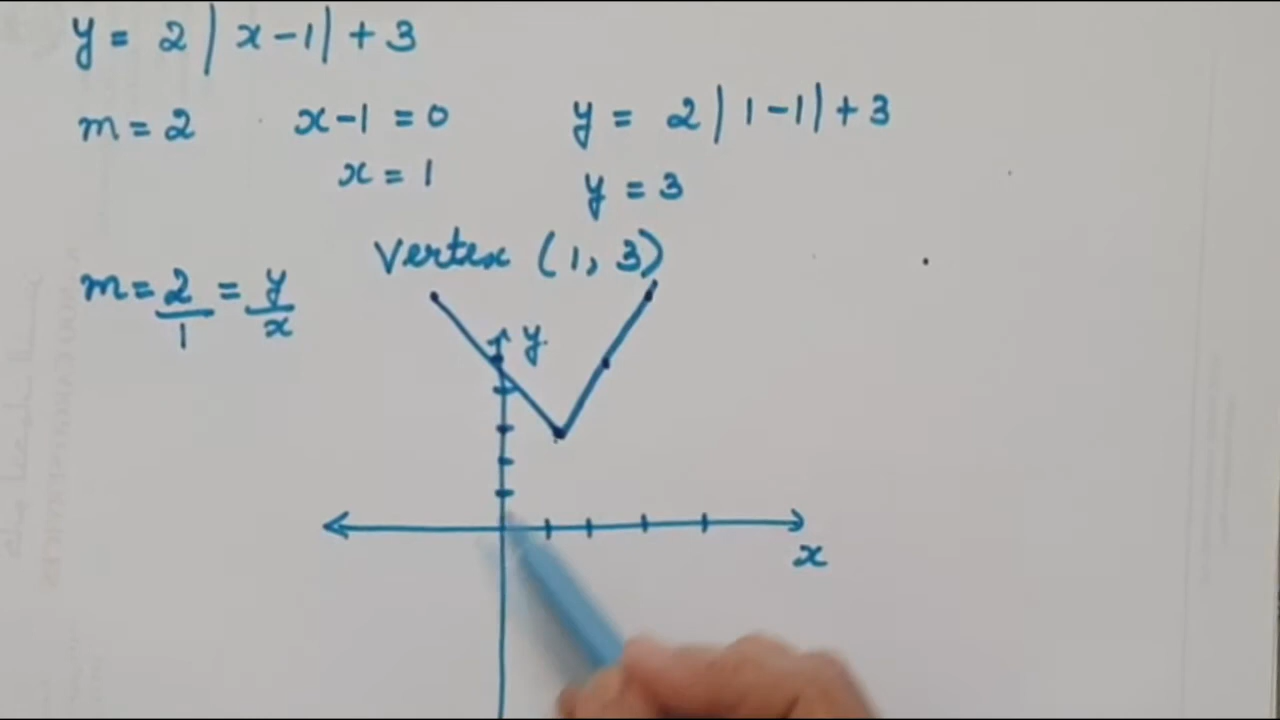 y = 2 | x - 1 | + 3
m = 2
x - 1 = 0
x = 1
y = 2 | 1 - 1 | + 3
y = 3
Vertex (1, 3)
m = 2/1 = y/x
y
x